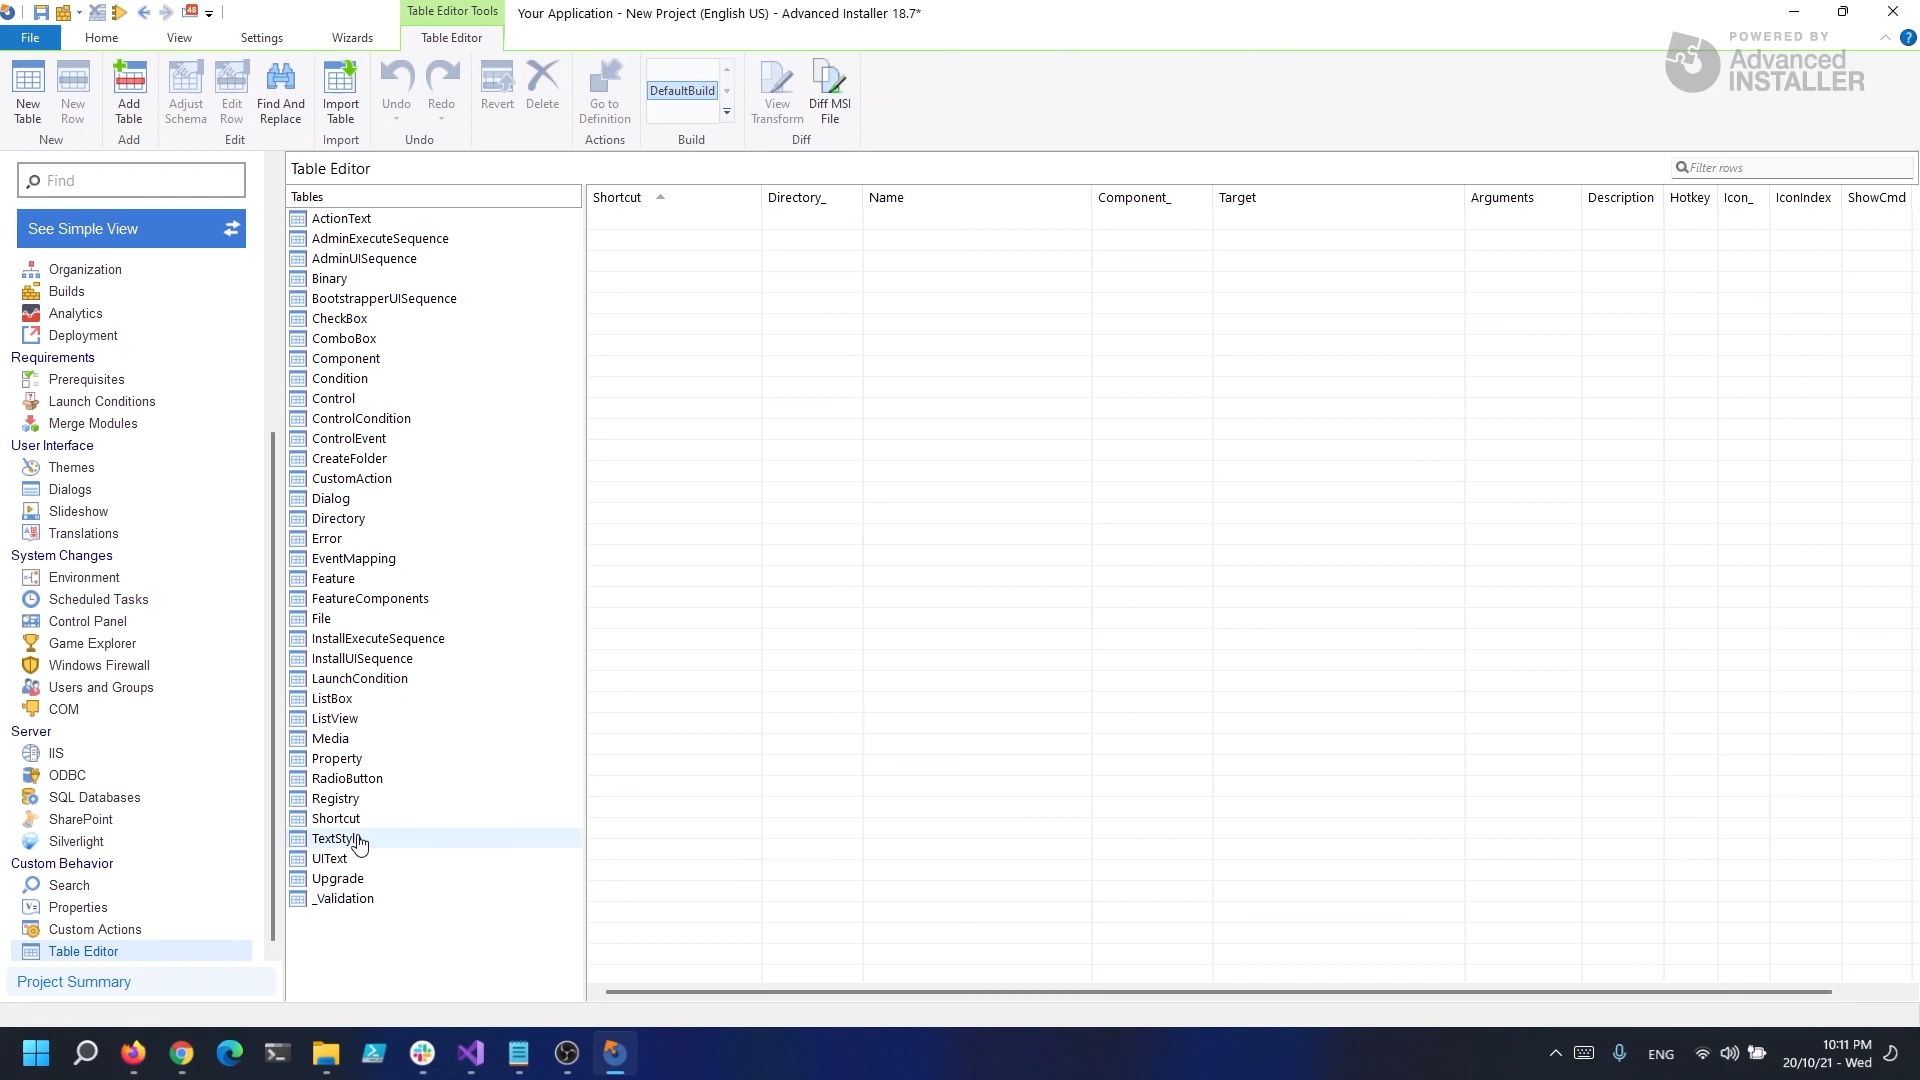 Table Editor Tools
Your Application - New Project (English US) - Advanced Installer 18.7*
File
Home
View
Settings
Wizards
Table Editor
POWERED BY
Advanced
INSTALLER
New Table
New Row
Add Table
Adjust Schema
Edit Row
Find And Replace
Import Table
Undo
Redo
Revert
Delete
Go to Definition
DefaultBuild
View Transform
Diff MSI File
New
Add
Edit
Import
Undo
Actions
Build
Diff
Find
See Simple View
Organization
Builds
Analytics
Deployment
Requirements
Prerequisites
Launch Conditions
Merge Modules
User Interface
Themes
Dialogs
Slideshow
Translations
System Changes
Environment
Scheduled Tasks
Control Panel
Game Explorer
Windows Firewall
Users and Groups
COM
Server
IIS
ODBC
SQL Databases
SharePoint
Silverlight
Custom Behavior
Search
Properties
Custom Actions
Table Editor
Project Summary
Table Editor
Filter rows
Tables
ActionText
AdminExecuteSequence
AdminUISequence
Binary
BootstrapperUISequence
CheckBox
ComboBox
Component
Condition
Control
ControlCondition
ControlEvent
CreateFolder
CustomAction
Dialog
Directory
Error
EventMapping
Feature
FeatureComponents
File
InstallExecuteSequence
InstallUISequence
LaunchCondition
ListBox
ListView
Media
Property
RadioButton
Registry
Shortcut
TextStyl
UIText
Upgrade
_Validation
Shortcut Directory_ Name Component_ Target Arguments Description Hotkey Icon_ IconIndex ShowCmd
ENG
10:11 PM
20/10/21 - Wed